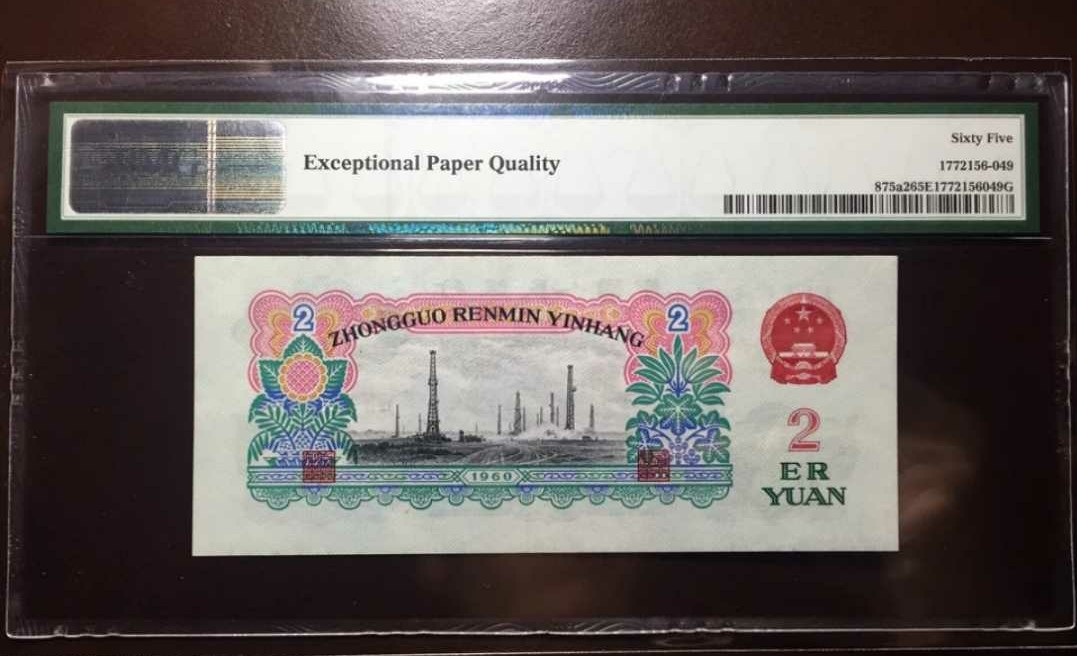 Exceptional Paper Quality
Sixty Five
1772156-049
875a265E1772156049G
2 ZHONGGUO RENMIN YINHANG 2
1960
2
ER
YUAN